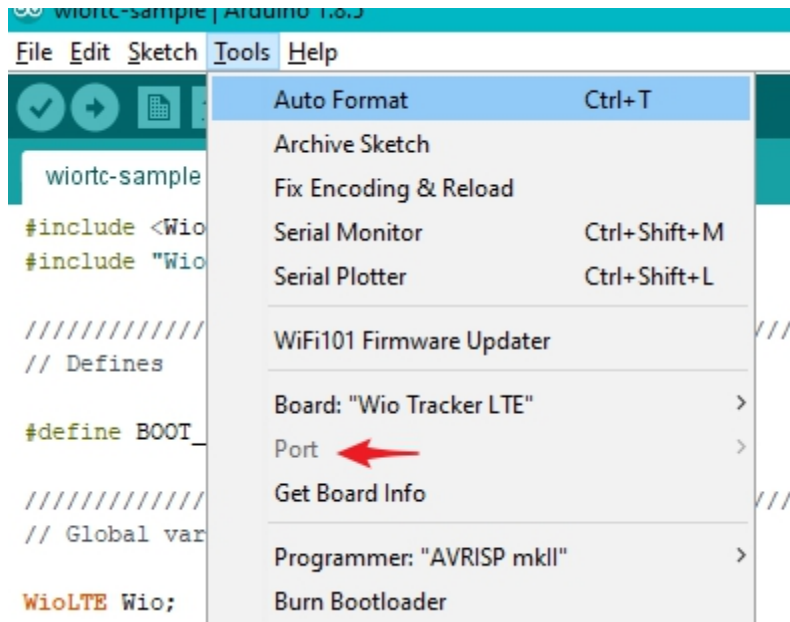 wiortc-sample | Arduino 1.8.5
File Edit Sketch Tools Help
Auto Format Ctrl+T
Archive Sketch
wiortc-sample
Fix Encoding & Reload
#include <Wio
Serial Monitor Ctrl+Shift+M
#include "Wio
Serial Plotter Ctrl+Shift+L
/////////////
WiFi101 Firmware Updater
// Defines
Board: "Wio Tracker LTE"
#define BOOT_
Port
Get Board Info
/////////////
// Global var
Programmer: "AVRISP mkII"
WioLTE Wio;
Burn Bootloader